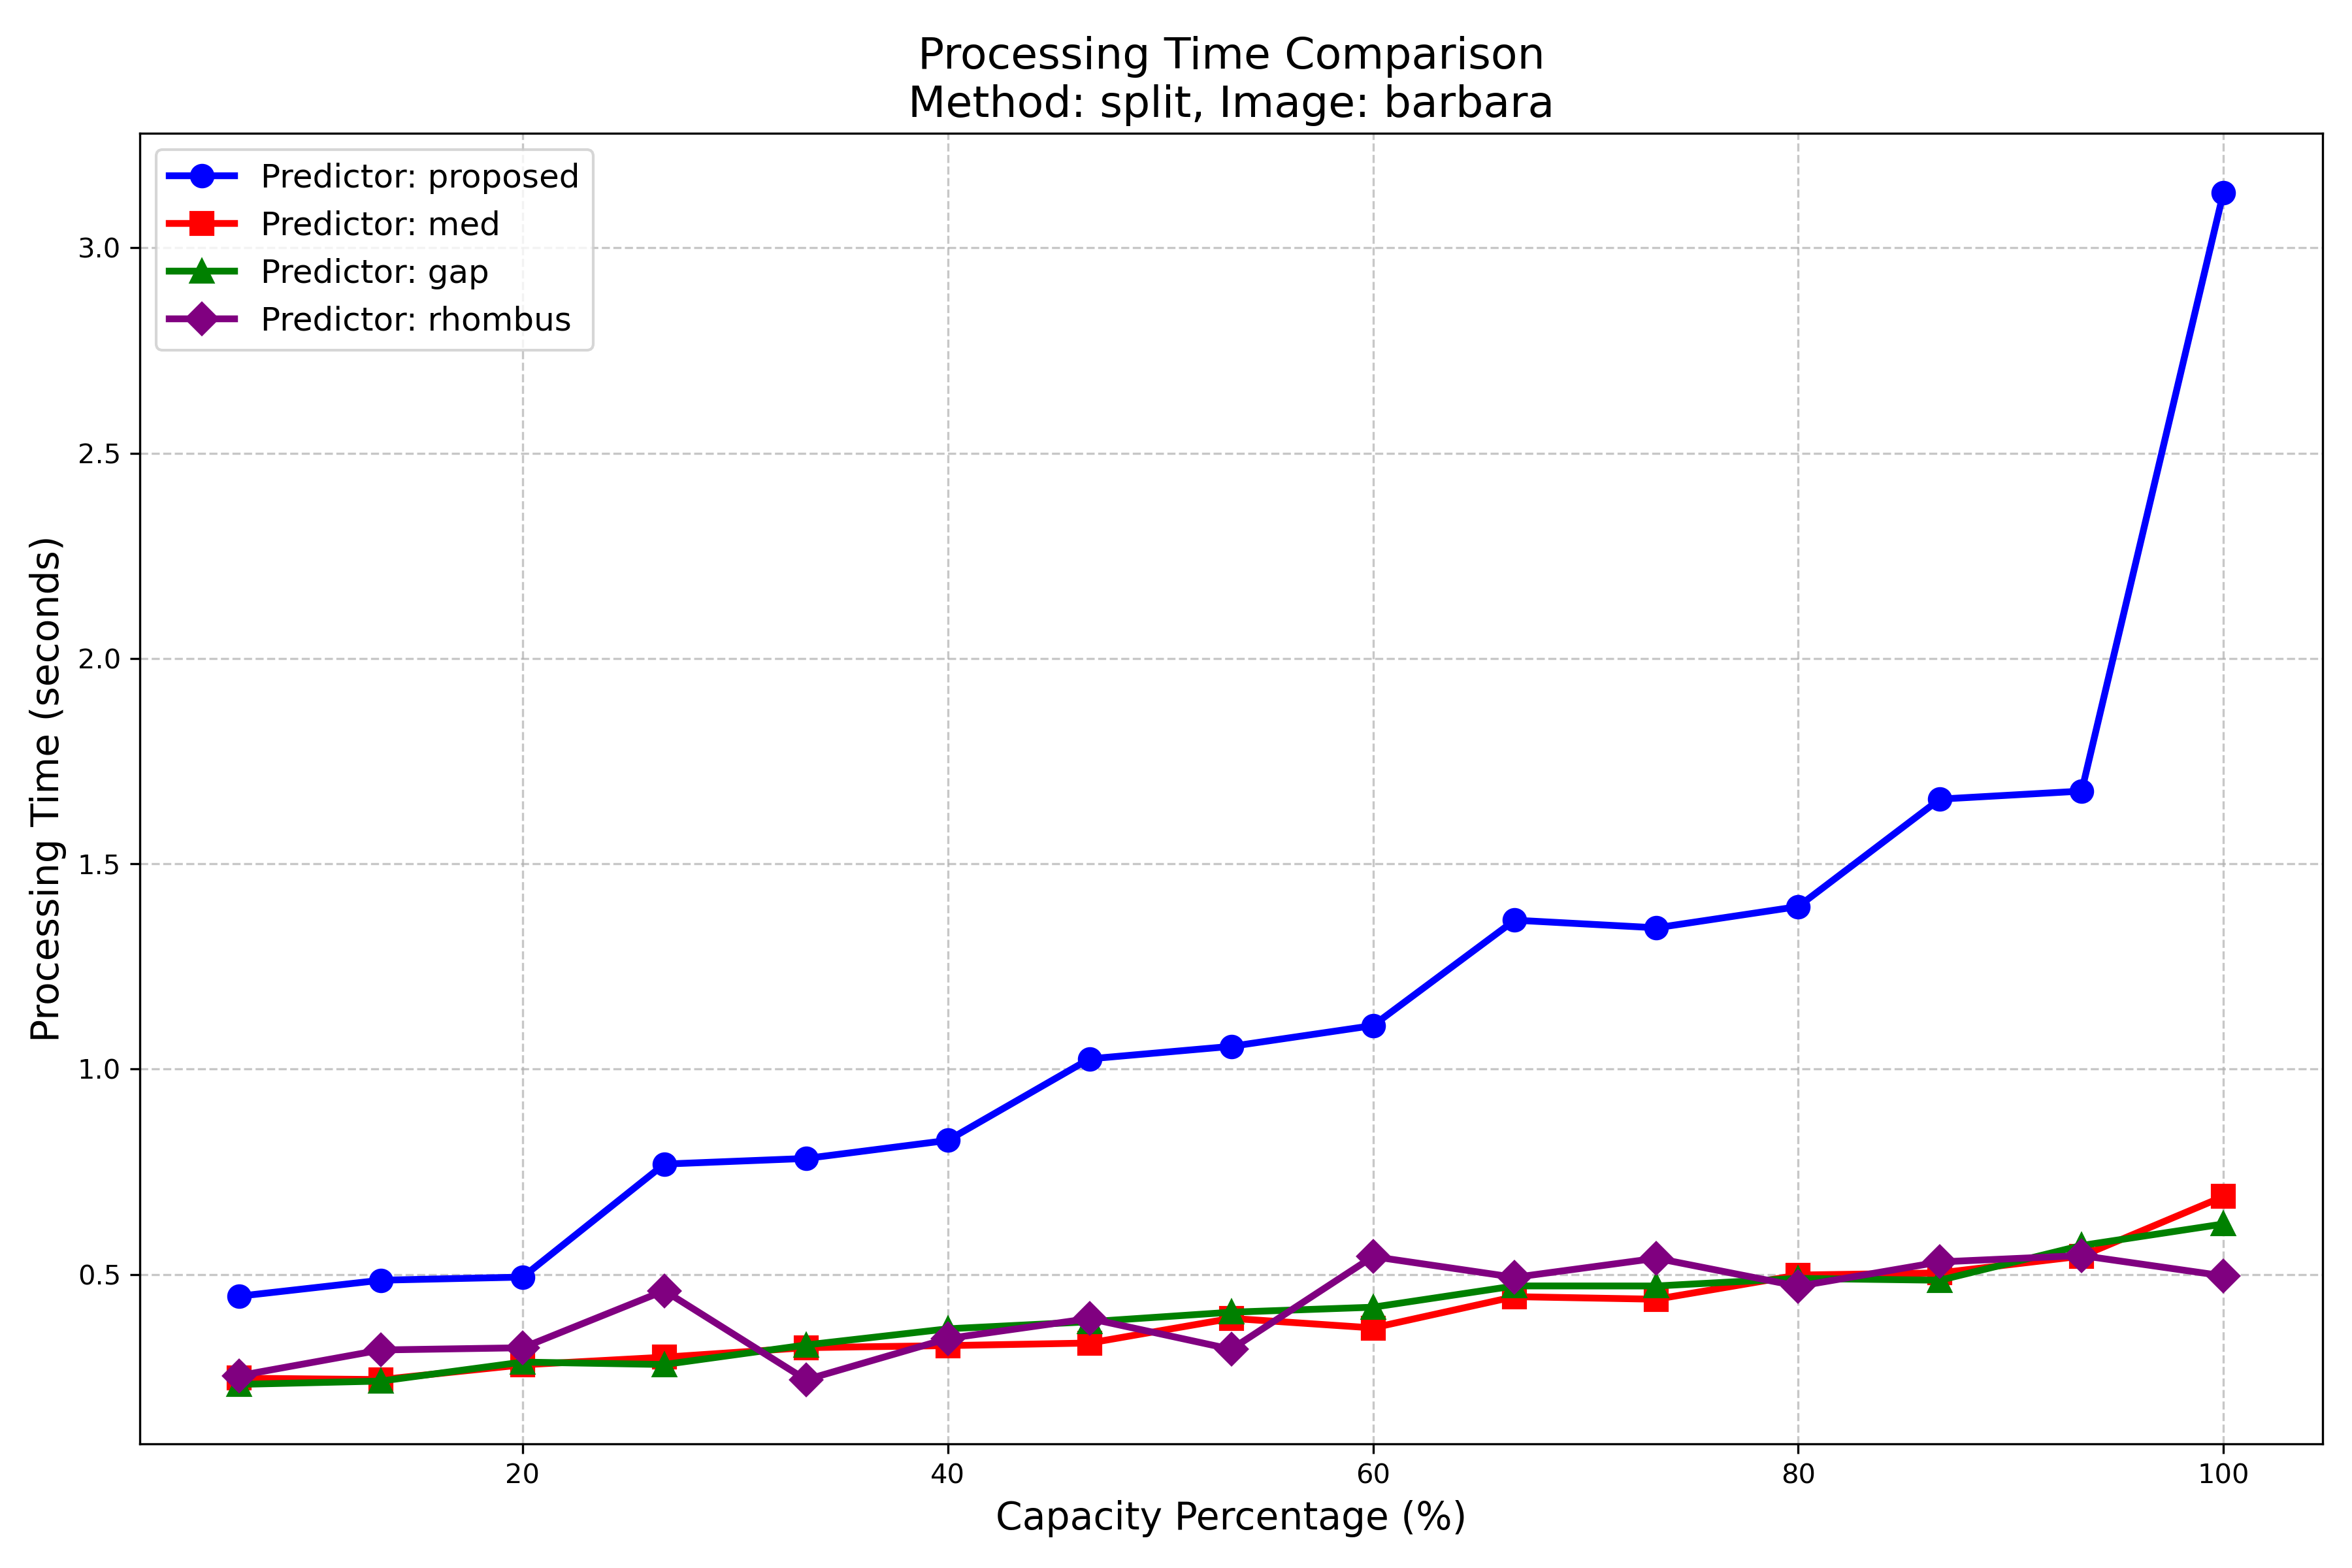 Processing Time Comparison
Method: split, Image: barbara
Predictor: proposed
Predictor: med
Predictor: gap
Predictor: rhombus
3.0
2.5
2.0
1.5
1.0
0.5
Processing Time (seconds)
20 40 60 80 100
Capacity Percentage (%)